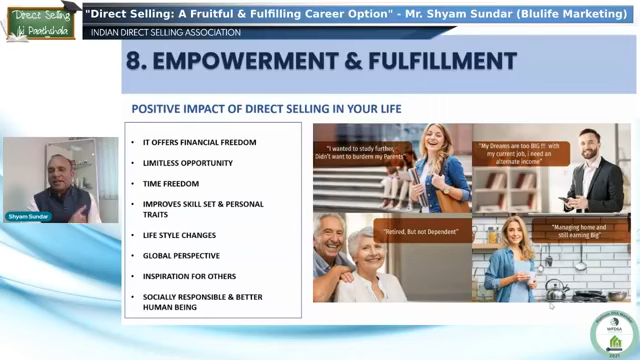 Direct Selling
ki Paathshala
"Direct Selling: A Fruitful & Fulfilling Career Option" - Mr. Shyam Sundar (Blulife Marketing)
INDIAN DIRECT SELLING ASSOCIATION
8. EMPOWERMENT & FULFILLMENT
POSITIVE IMPACT OF DIRECT SELLING IN YOUR LIFE
• IT OFFERS FINANCIAL FREEDOM
• LIMITLESS OPPORTUNITY
• TIME FREEDOM
• IMPROVES SKILL SET & PERSONAL
TRAITS
• LIFE STYLE CHANGES
• GLOBAL PERSPECTIVE
• INSPIRATION FOR OTHERS
• SOCIALLY RESPONSIBLE & BETTER
HUMAN BEING
"I wanted to study further,
Didn't want to burdern my Parents"
"My Dreams are too BIG !!! with
my current job, i need an
alternate income"
"Retired, But not Dependent"
"Managing home and
still earning Big"
Shyam Sundar
WFDSA
2021